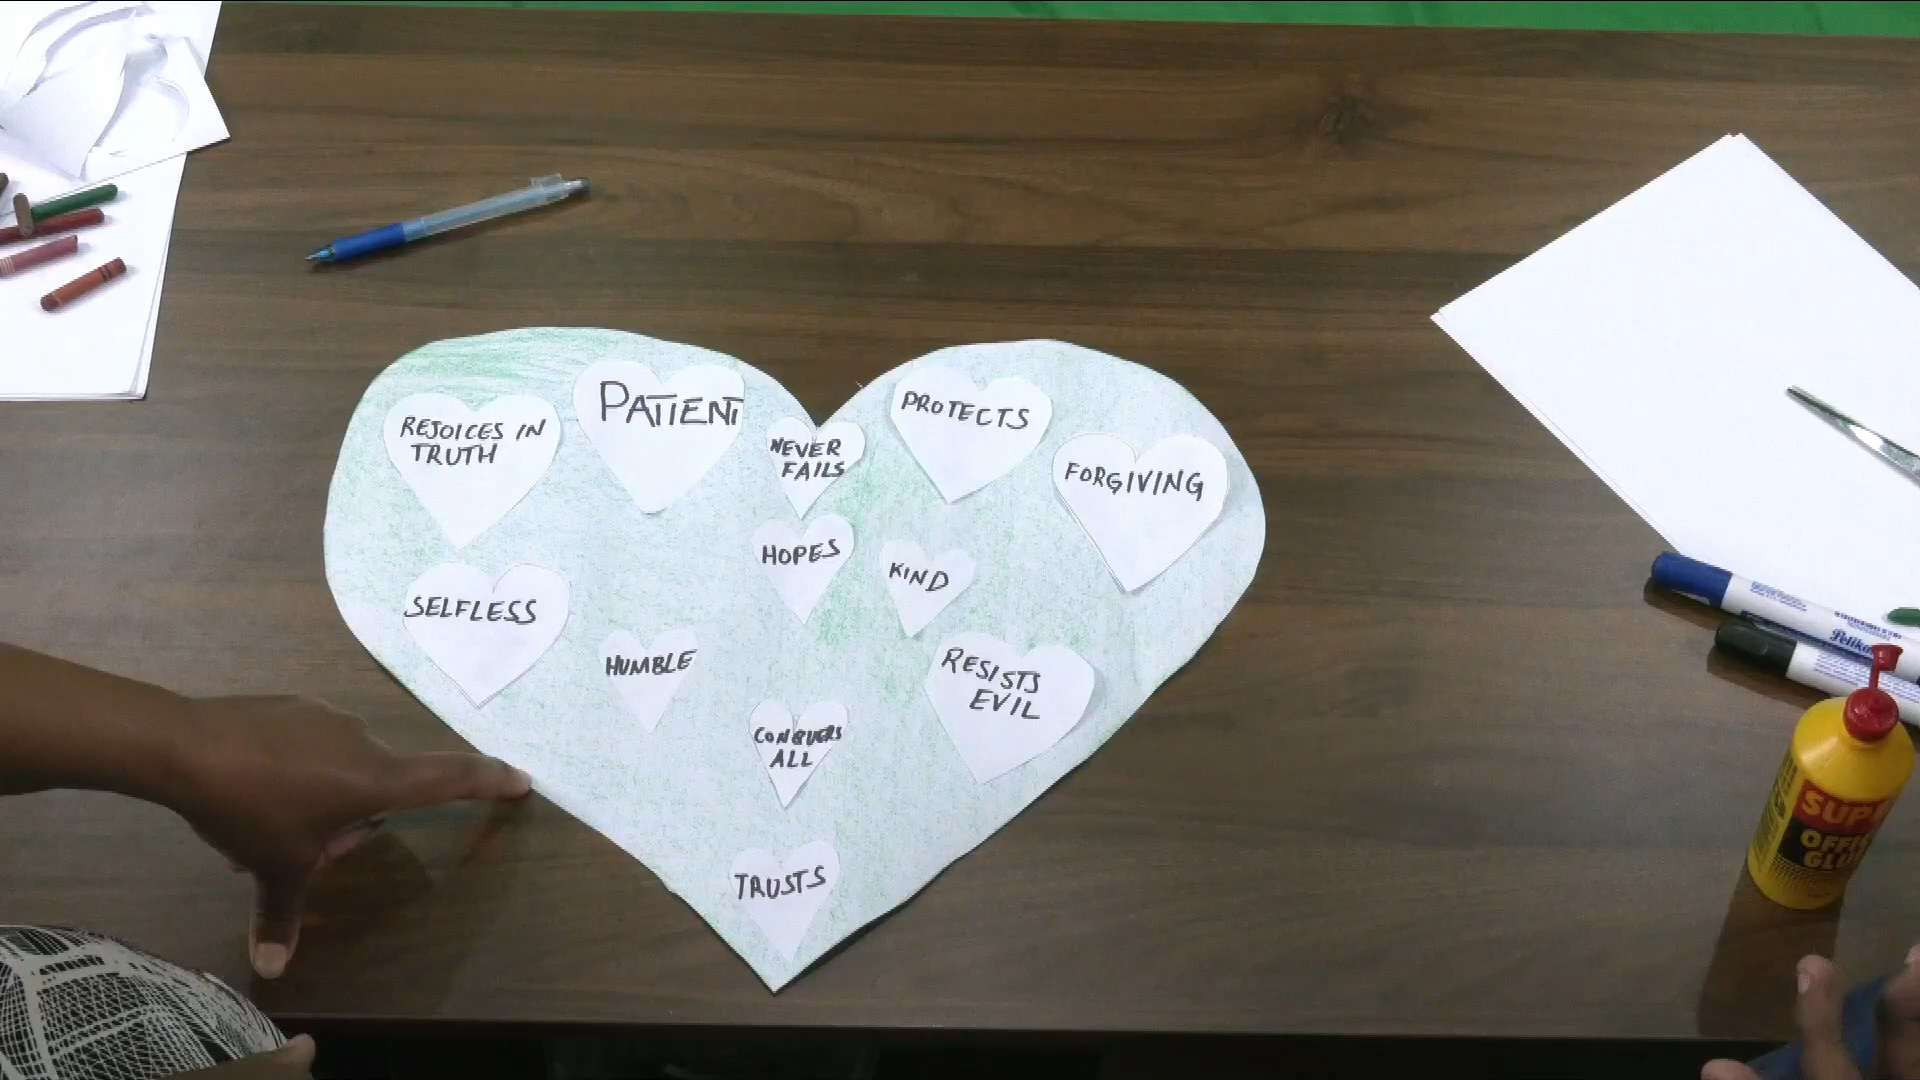 REJOICES IN
TRUTH
PATIENT
NEVER
FAILS
PROTECTS
FORGIVING
HOPES
KIND
SELFLESS
HUMBLE
RESISTS
EVIL
CONQUERS
ALL
TRUSTS